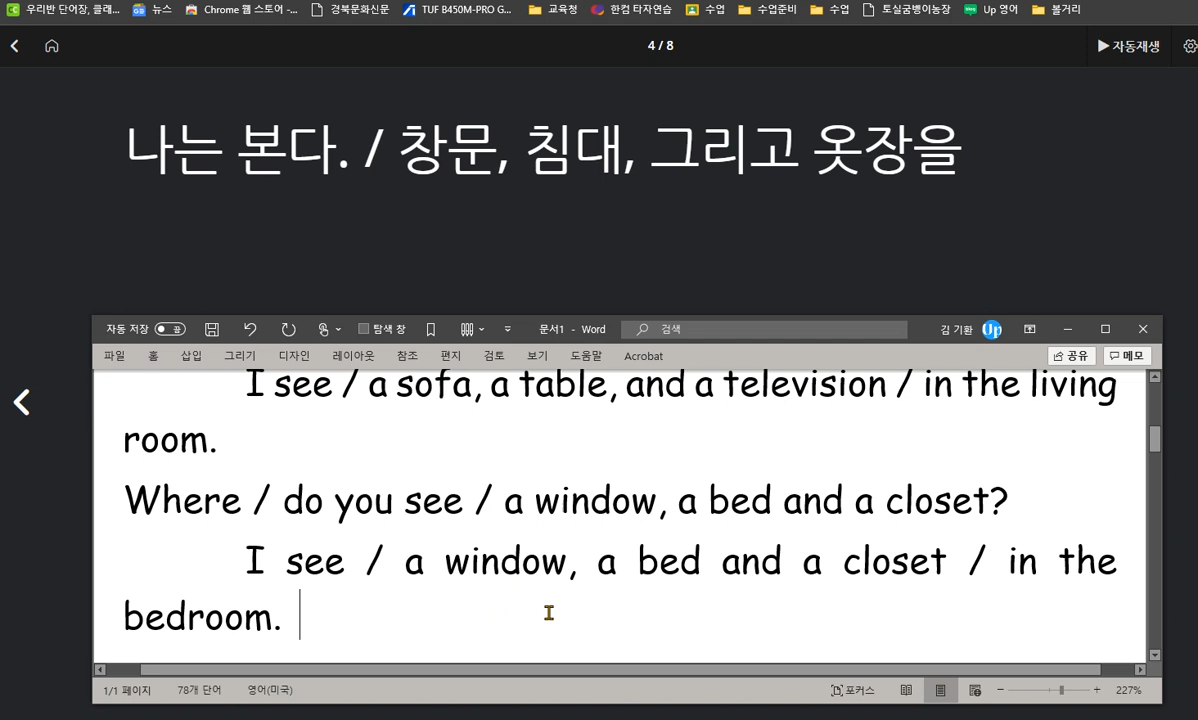 우리반 단어장, 클래... 뉴스 Chrome 웹 스토어 -... 경북문화신문 TUF B450M-PRO G... 교육청 한컴 타자연습 수업 수업준비 수업 토실굼벵이농장 Up 영어 볼거리
4 / 8 자동재생
나는 본다. / 창문, 침대, 그리고 옷장을
자동 저장 끔 탐색 창 문서1 - Word 검색 김 기환 Up
파일 홈 삽입 그리기 디자인 레이아웃 참조 편지 검토 보기 도움말 Acrobat 공유 메모
I see / a sofa, a table, and a television / in the living
room.
Where / do you see / a window, a bed and a closet?
I see / a window, a bed and a closet / in the
bedroom.
1/1 페이지 78개 단어 영어(미국) 포커스 227%